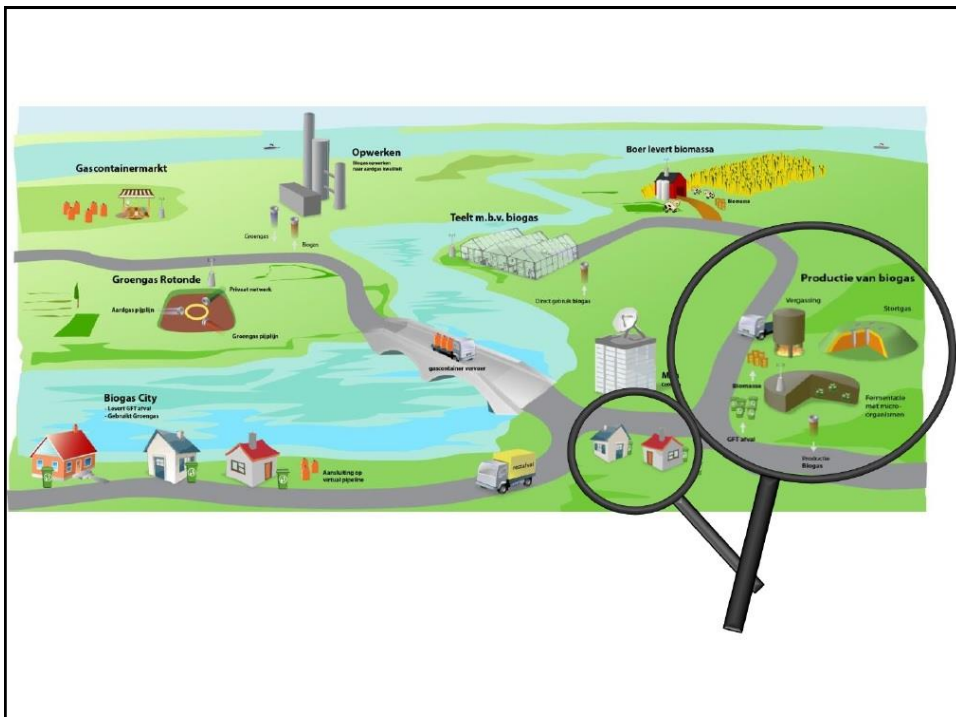 Gascontainermarkt
Opwerken
Biogas opwerken
naar aardgas kwaliteit
Groengas
Biogas
Boer levert biomassa
Biomassa
Teelt m.b.v. biogas
Direct gebruik biogas
Groengas Rotonde
Privaat netwerk
Aardgas pijplijn
Groengas pijplijn
gascontainer vervoer
Productie van biogas
Vergassing
Stortgas
Biomassa
GFT afval
Fermentatie
met micro-
organismen
Productie
Biogas
Biogas City
- Levert GFT afval
- Gebruikt Groengas
Aansluiting op
virtual pipeline